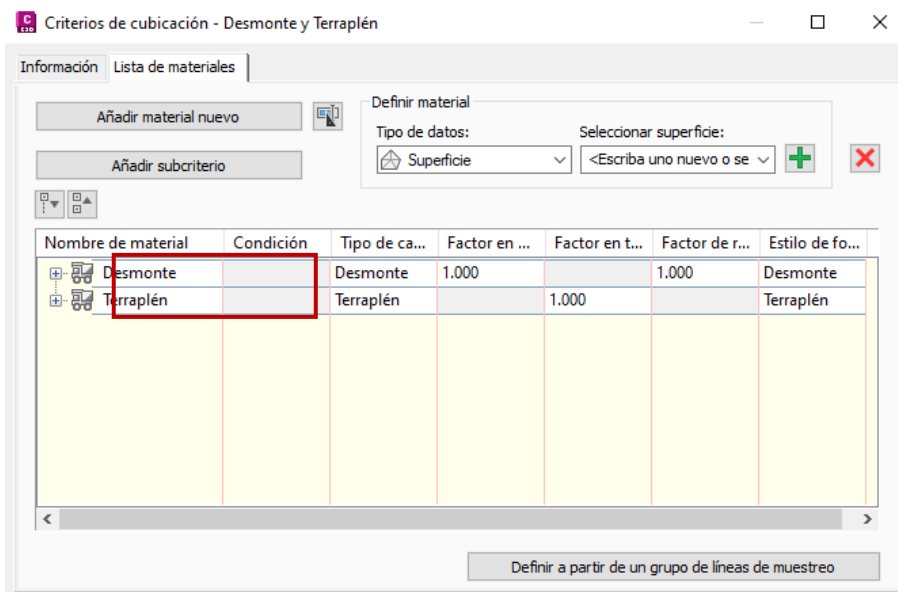 C
C3D
Criterios de cubicación - Desmonte y Terraplén
Información Lista de materiales
Añadir material nuevo
Definir material
Tipo de datos: Seleccionar superficie:
Superficie <Escriba uno nuevo o se
Añadir subcriterio
Nombre de material Condición Tipo de ca... Factor en ... Factor en t... Factor de r... Estilo de fo...
Desmonte Desmonte 1.000 1.000 Desmonte
Terraplén Terraplén 1.000 Terraplén
Definir a partir de un grupo de líneas de muestreo